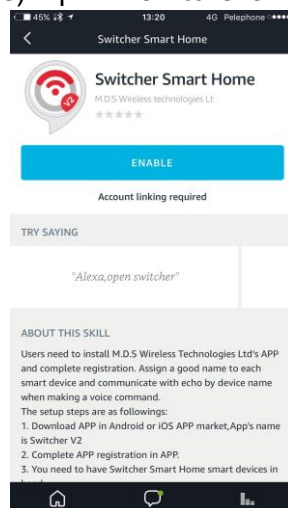 45% 13:20 4G Pelephone
Switcher Smart Home
V2
Switcher Smart Home
M.D.S Wireless technologies Lt
ENABLE
Account linking required
TRY SAYING
"Alexa,open switcher"
ABOUT THIS SKILL
Users need to install M.D.S Wireless Technologies Ltd's APP
and complete registration. Assign a good name to each
smart device and communicate with echo by device name
when making a voice command.
The setup steps are as followings:
1. Download APP in Android or iOS APP market,App's name
is Switcher V2
2. Complete APP registration in APP.
3. You need to have Switcher Smart Home smart devices in